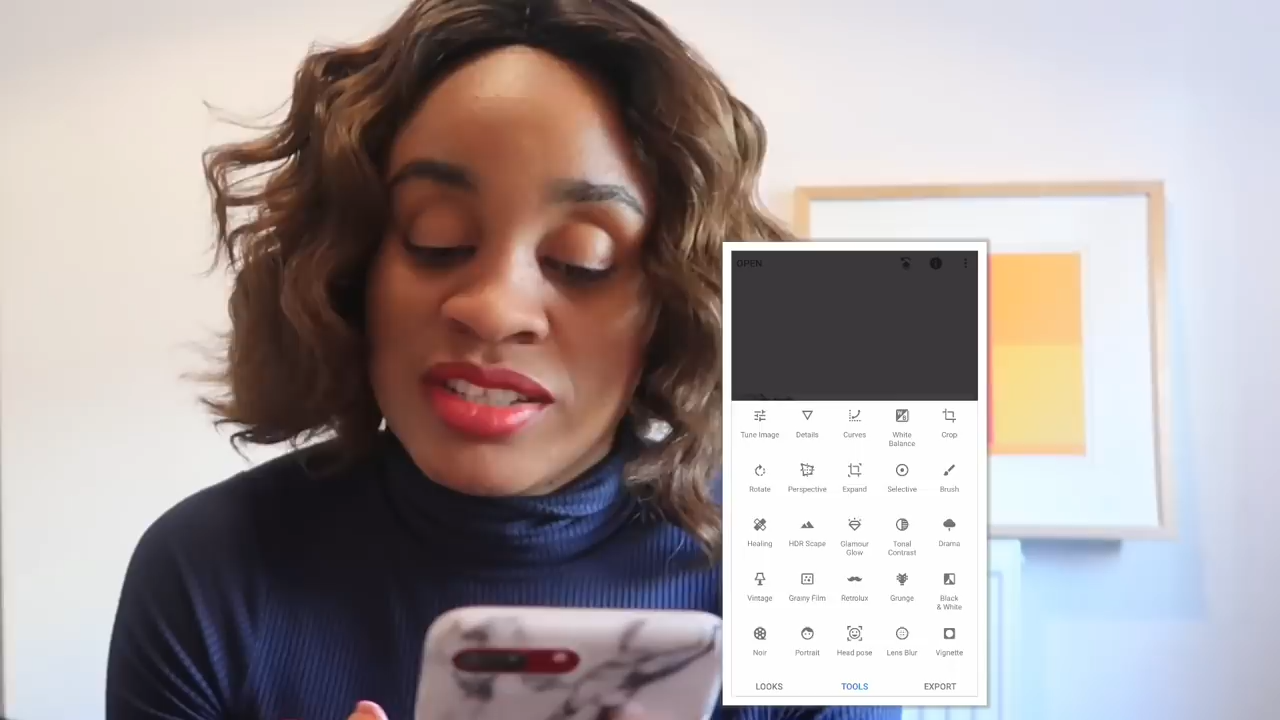 OPEN
Tune Image Details Curves White Balance Crop
Rotate Perspective Expand Selective Brush
Healing HDR Scape Glamour Glow Tonal Contrast Drama
Vintage Grainy Film Retrolux Grunge Black & White
Noir Portrait Head pose Lens Blur Vignette
LOOKS TOOLS EXPORT